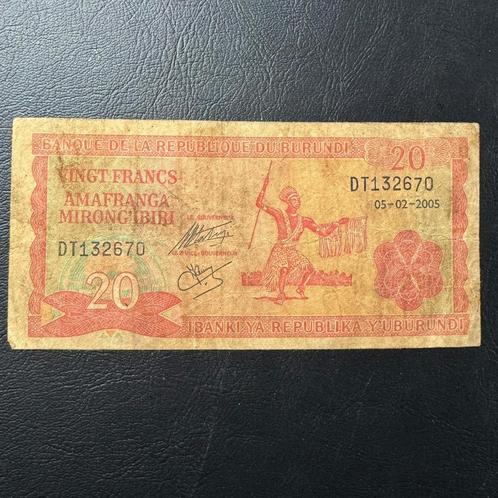 BANQUE DE LA REPUBLIQUE DU BURUNDI
20
VINGT FRANCS
AMAFRANGA
MIRONG'IBIRI
DT132670
05-02-2005
LE GOUVERNEUR
DT132670
LE 1er VICE-GOUVERNEUR
20
IBANKI YA REPUBLIKA Y'UBURUNDI